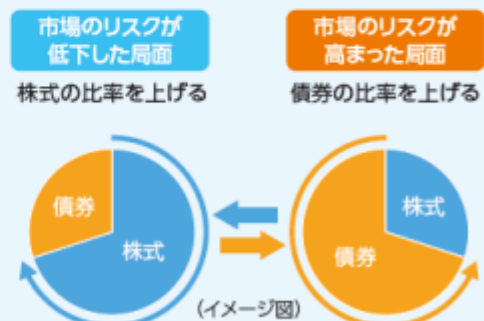 市場のリスクが
低下した局面
株式の比率を上げる
債券
株式
市場のリスクが
高まった局面
債券の比率を上げる
株式
債券
(イメージ図)